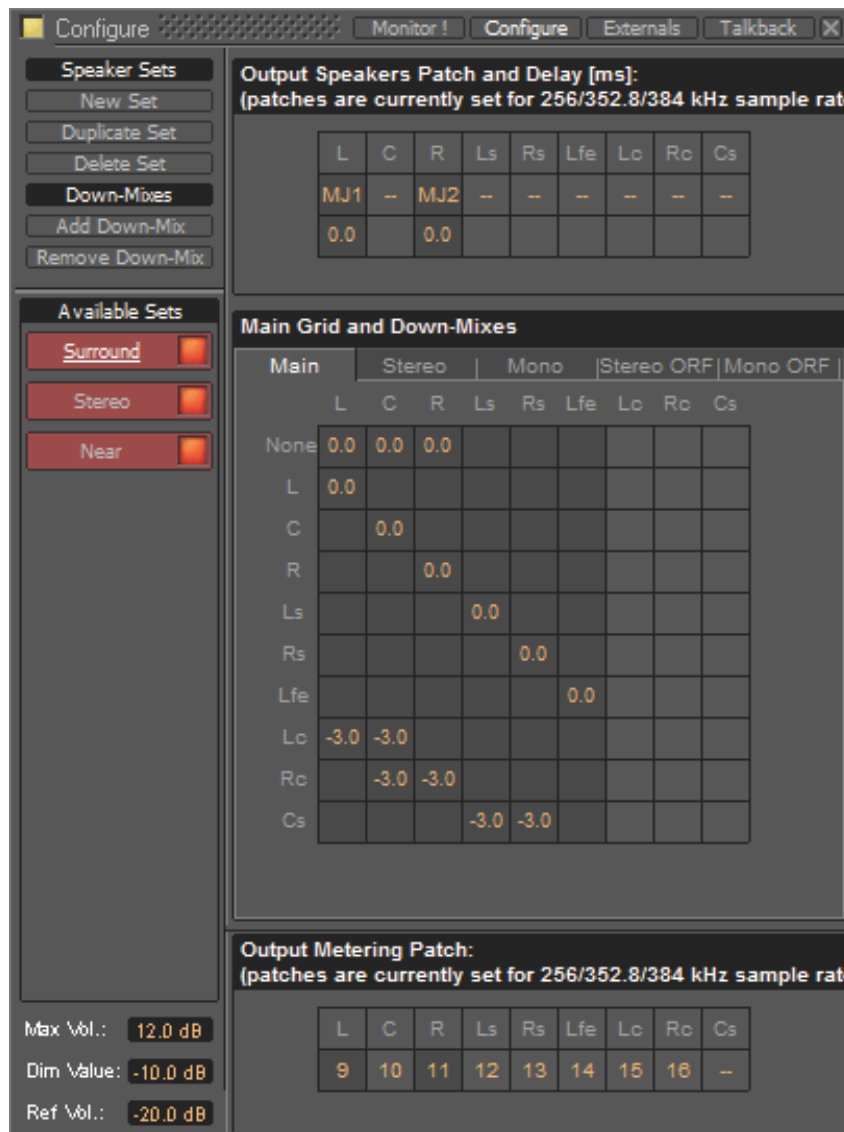 Configure Monitor ! Configure Externals Talkback X
Speaker Sets
New Set
Duplicate Set
Delete Set
Down-Mixes
Add Down-Mix
Remove Down-Mix
Available Sets
Surround
Stereo
Near
Max Vol.: 12.0 dB
Dim Value: -10.0 dB
Ref Vol.: -20.0 dB
Output Speakers Patch and Delay [ms]:
(patches are currently set for 256/352.8/384 kHz sample rat
L C R Ls Rs Lfe Lc Rc Cs
MJ1 -- MJ2 -- -- -- -- -- --
0.0 0.0
Main Grid and Down-Mixes
Main Stereo | Mono |Stereo ORF|Mono ORF |
L C R Ls Rs Lfe Lc Rc Cs
None 0.0 0.0 0.0
L 0.0
C 0.0
R 0.0
Ls 0.0
Rs 0.0
Lfe 0.0
Lc -3.0 -3.0
Rc -3.0 -3.0
Cs -3.0 -3.0
Output Metering Patch:
(patches are currently set for 256/352.8/384 kHz sample rat
L C R Ls Rs Lfe Lc Rc Cs
9 10 11 12 13 14 15 16 --